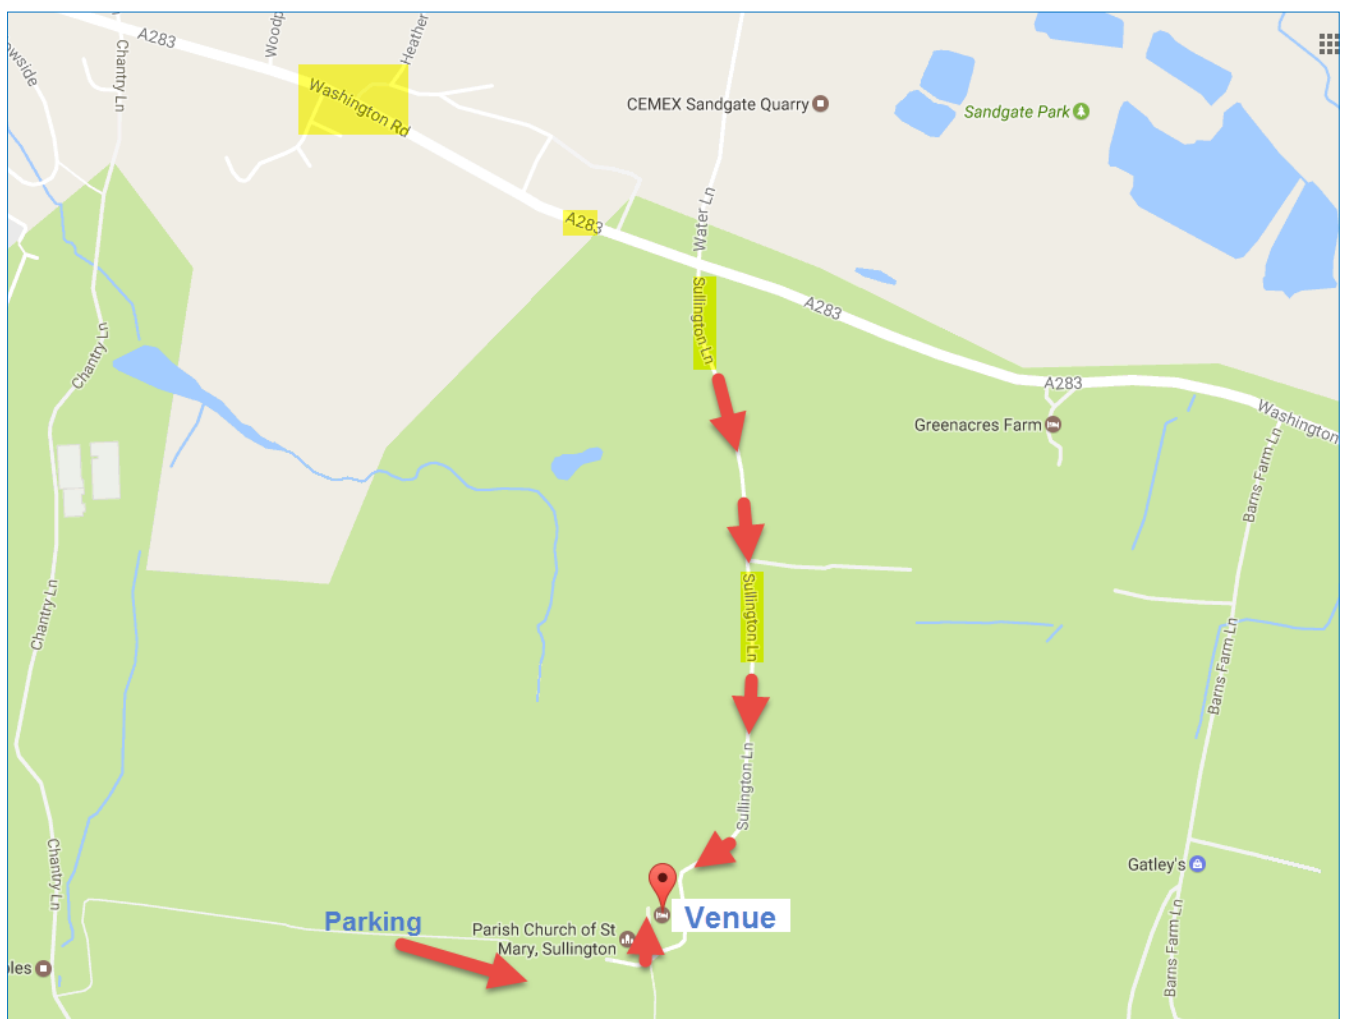 A283
Woodp
Heather
owside
Chantry Ln
Washington Rd
CEMEX Sandgate Quarry
Sandgate Park
A283
Water Ln
Sullington Ln
A283
Chantry Ln
A283
Greenacres Farm
Washington
Barns Farm Ln
Sullington Ln
Chantry Ln
Barns Farm Ln
Sullington Ln
Chantry Ln
Gatley's
Parking
Venue
Parish Church of St
Mary, Sullington
Barns Farm Ln
les